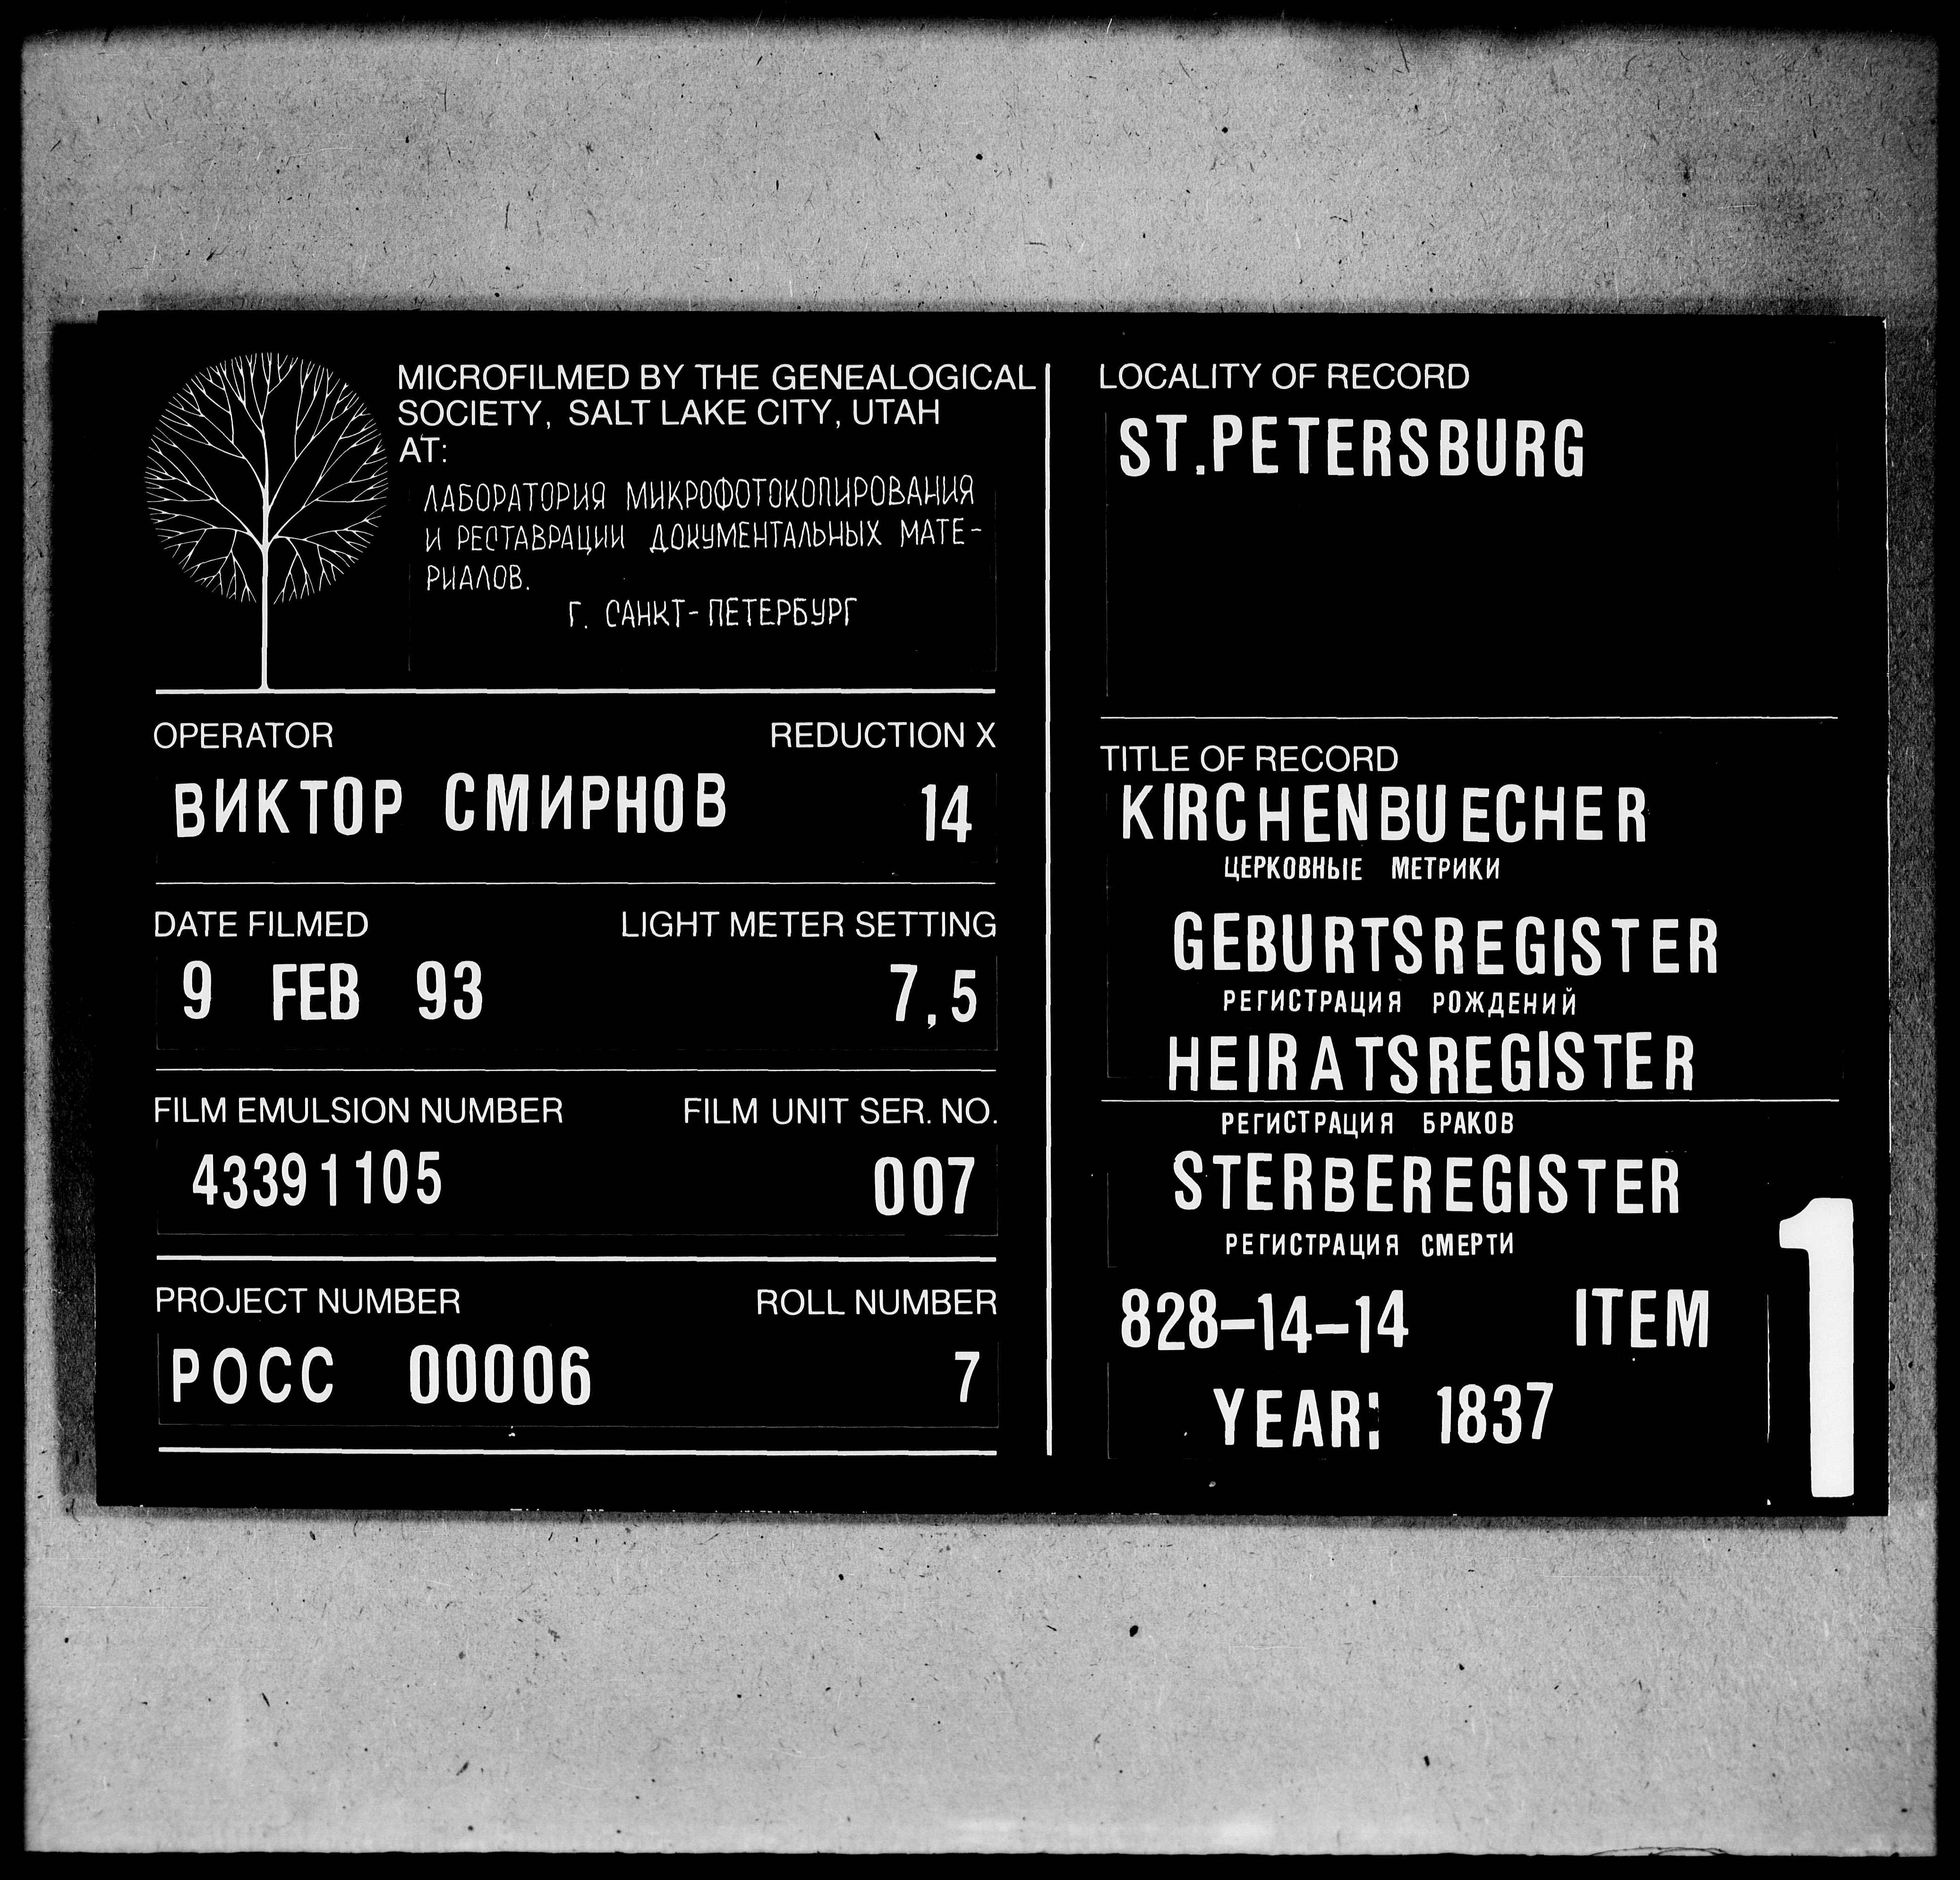 MICROFILMED BY THE GENEALOGICAL
SOCIETY, SALT LAKE CITY, UTAH
AT:
ЛАБОРАТОРИЯ МИКРОФОТОКОПИРОВАНИЯ
И РЕСТАВРАЦИИ ДОКУМЕНТАЛЬНЫХ МАТЕ-
РИАЛОВ.
Г. САНКТ-ПЕТЕРБУРГ
OPERATOR REDUCTION X
ВИКТОР СМИРНОВ 14
DATE FILMED LIGHT METER SETTING
9 FEB 93 7,5
FILM EMULSION NUMBER FILM UNIT SER. NO.
43391105 007
PROJECT NUMBER ROLL NUMBER
РОСС 00006 7
LOCALITY OF RECORD
ST.PETERSBURG
TITLE OF RECORD
KIRCHENBUECHER
ЦЕРКОВНЫЕ МЕТРИКИ
GEBURTSREGISTER
РЕГИСТРАЦИЯ РОЖДЕНИЙ
HEIRATSREGISTER
РЕГИСТРАЦИЯ БРАКОВ
STERBEREGISTER
РЕГИСТРАЦИЯ СМЕРТИ
828-14-14 ITEM 1
YEAR: 1837